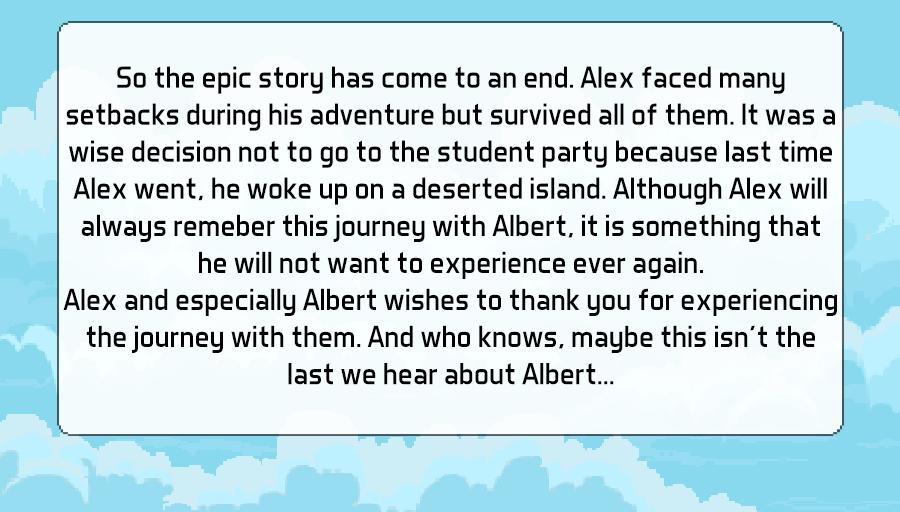 So the epic story has come to an end. Alex faced many
setbacks during his adventure but survived all of them. It was a
wise decision not to go to the student party because last time
Alex went, he woke up on a deserted island. Although Alex will
always remeber this journey with Albert, it is something that
he will not want to experience ever again.
Alex and especially Albert wishes to thank you for experiencing
the journey with them. And who knows, maybe this isn't the
last we hear about Albert...